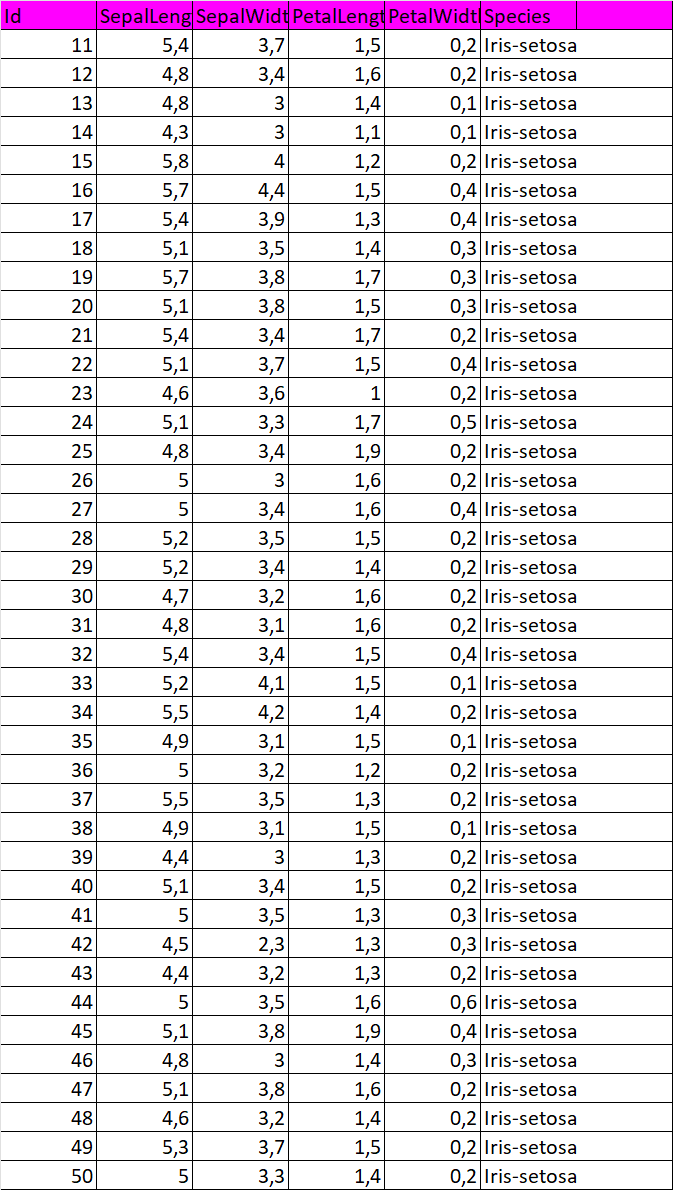 Id SepalLeng SepalWidt PetalLengt PetalWidtl Species
11 5,4 3,7 1,5 0,2 Iris-setosa
12 4,8 3,4 1,6 0,2 Iris-setosa
13 4,8 3 1,4 0,1 Iris-setosa
14 4,3 3 1,1 0,1 Iris-setosa
15 5,8 4 1,2 0,2 Iris-setosa
16 5,7 4,4 1,5 0,4 Iris-setosa
17 5,4 3,9 1,3 0,4 Iris-setosa
18 5,1 3,5 1,4 0,3 Iris-setosa
19 5,7 3,8 1,7 0,3 Iris-setosa
20 5,1 3,8 1,5 0,3 Iris-setosa
21 5,4 3,4 1,7 0,2 Iris-setosa
22 5,1 3,7 1,5 0,4 Iris-setosa
23 4,6 3,6 1 0,2 Iris-setosa
24 5,1 3,3 1,7 0,5 Iris-setosa
25 4,8 3,4 1,9 0,2 Iris-setosa
26 5 3 1,6 0,2 Iris-setosa
27 5 3,4 1,6 0,4 Iris-setosa
28 5,2 3,5 1,5 0,2 Iris-setosa
29 5,2 3,4 1,4 0,2 Iris-setosa
30 4,7 3,2 1,6 0,2 Iris-setosa
31 4,8 3,1 1,6 0,2 Iris-setosa
32 5,4 3,4 1,5 0,4 Iris-setosa
33 5,2 4,1 1,5 0,1 Iris-setosa
34 5,5 4,2 1,4 0,2 Iris-setosa
35 4,9 3,1 1,5 0,1 Iris-setosa
36 5 3,2 1,2 0,2 Iris-setosa
37 5,5 3,5 1,3 0,2 Iris-setosa
38 4,9 3,1 1,5 0,1 Iris-setosa
39 4,4 3 1,3 0,2 Iris-setosa
40 5,1 3,4 1,5 0,2 Iris-setosa
41 5 3,5 1,3 0,3 Iris-setosa
42 4,5 2,3 1,3 0,3 Iris-setosa
43 4,4 3,2 1,3 0,2 Iris-setosa
44 5 3,5 1,6 0,6 Iris-setosa
45 5,1 3,8 1,9 0,4 Iris-setosa
46 4,8 3 1,4 0,3 Iris-setosa
47 5,1 3,8 1,6 0,2 Iris-setosa
48 4,6 3,2 1,4 0,2 Iris-setosa
49 5,3 3,7 1,5 0,2 Iris-setosa
50 5 3,3 1,4 0,2 Iris-setosa